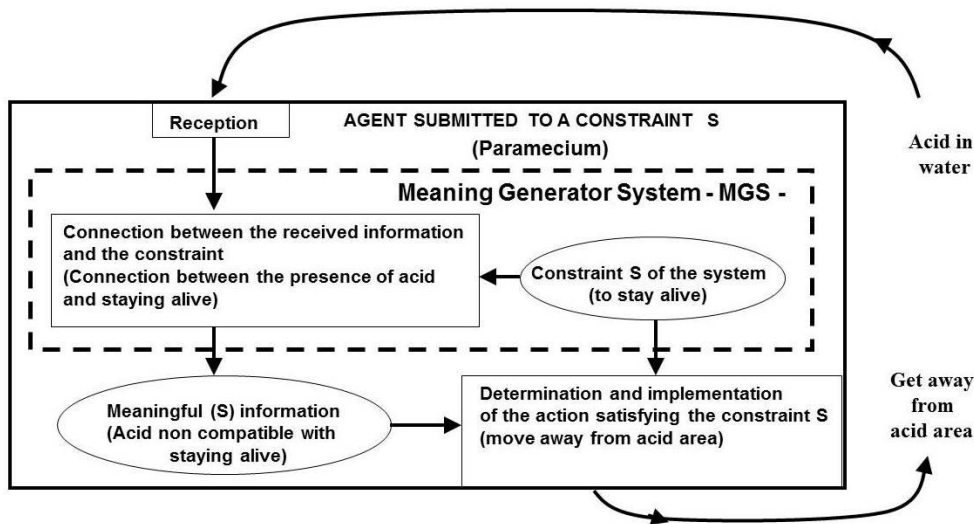 Reception
AGENT SUBMITTED TO A CONSTRAINT S
(Paramecium)
Acid in
water
Meaning Generator System - MGS -
Connection between the received information
and the constraint
(Connection between the presence of acid
and staying alive)
Constraint S of the system
(to stay alive)
Meaningful (S) information
(Acid non compatible with
staying alive)
Determination and implementation
of the action satisfying the constraint S
(move away from acid area)
Get away
from
acid area